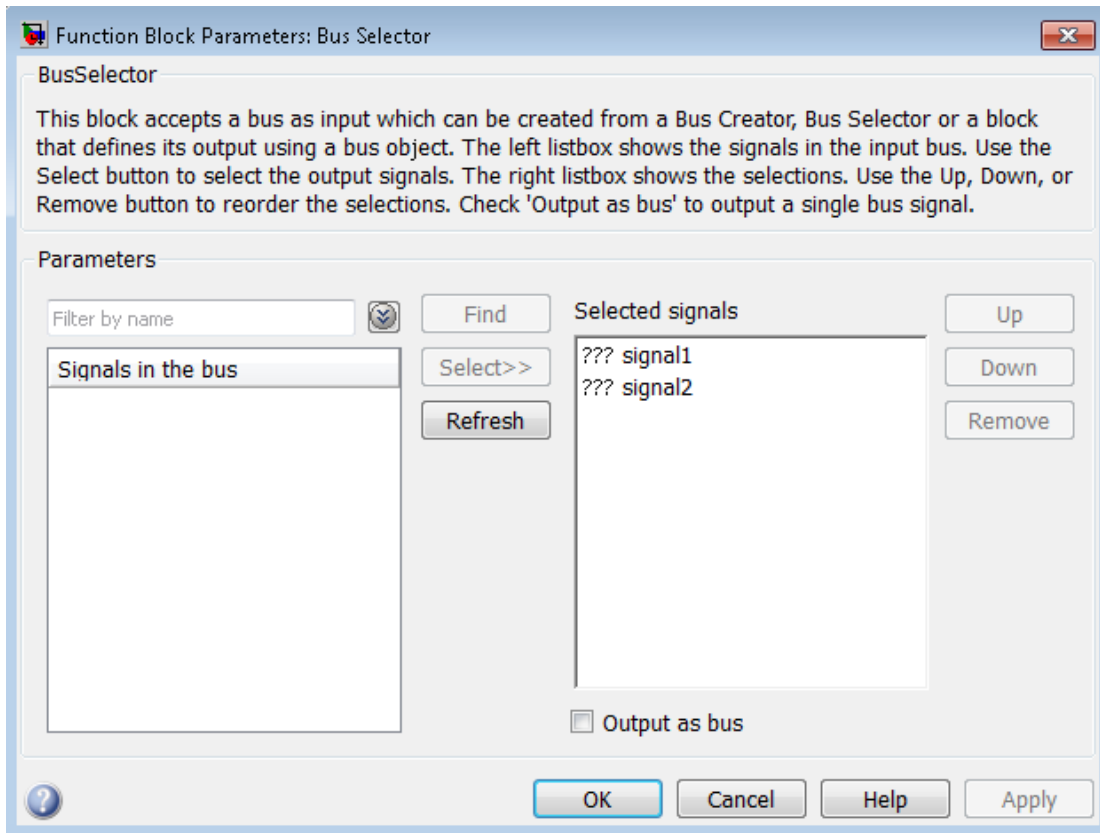 Function Block Parameters: Bus Selector
BusSelector
This block accepts a bus as input which can be created from a Bus Creator, Bus Selector or a block
that defines its output using a bus object. The left listbox shows the signals in the input bus. Use the
Select button to select the output signals. The right listbox shows the selections. Use the Up, Down, or
Remove button to reorder the selections. Check 'Output as bus' to output a single bus signal.
Parameters
Filter by name
Find
Selected signals
Up
Signals in the bus
Select>>
??? signal1
??? signal2
Down
Refresh
Remove
Output as bus
OK
Cancel
Help
Apply